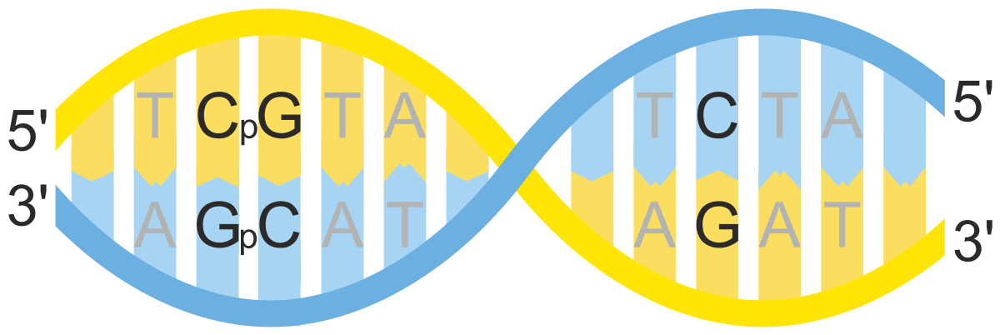 5' T CpG T A T C T A 5'
3' A GpC A T A G A T 3'